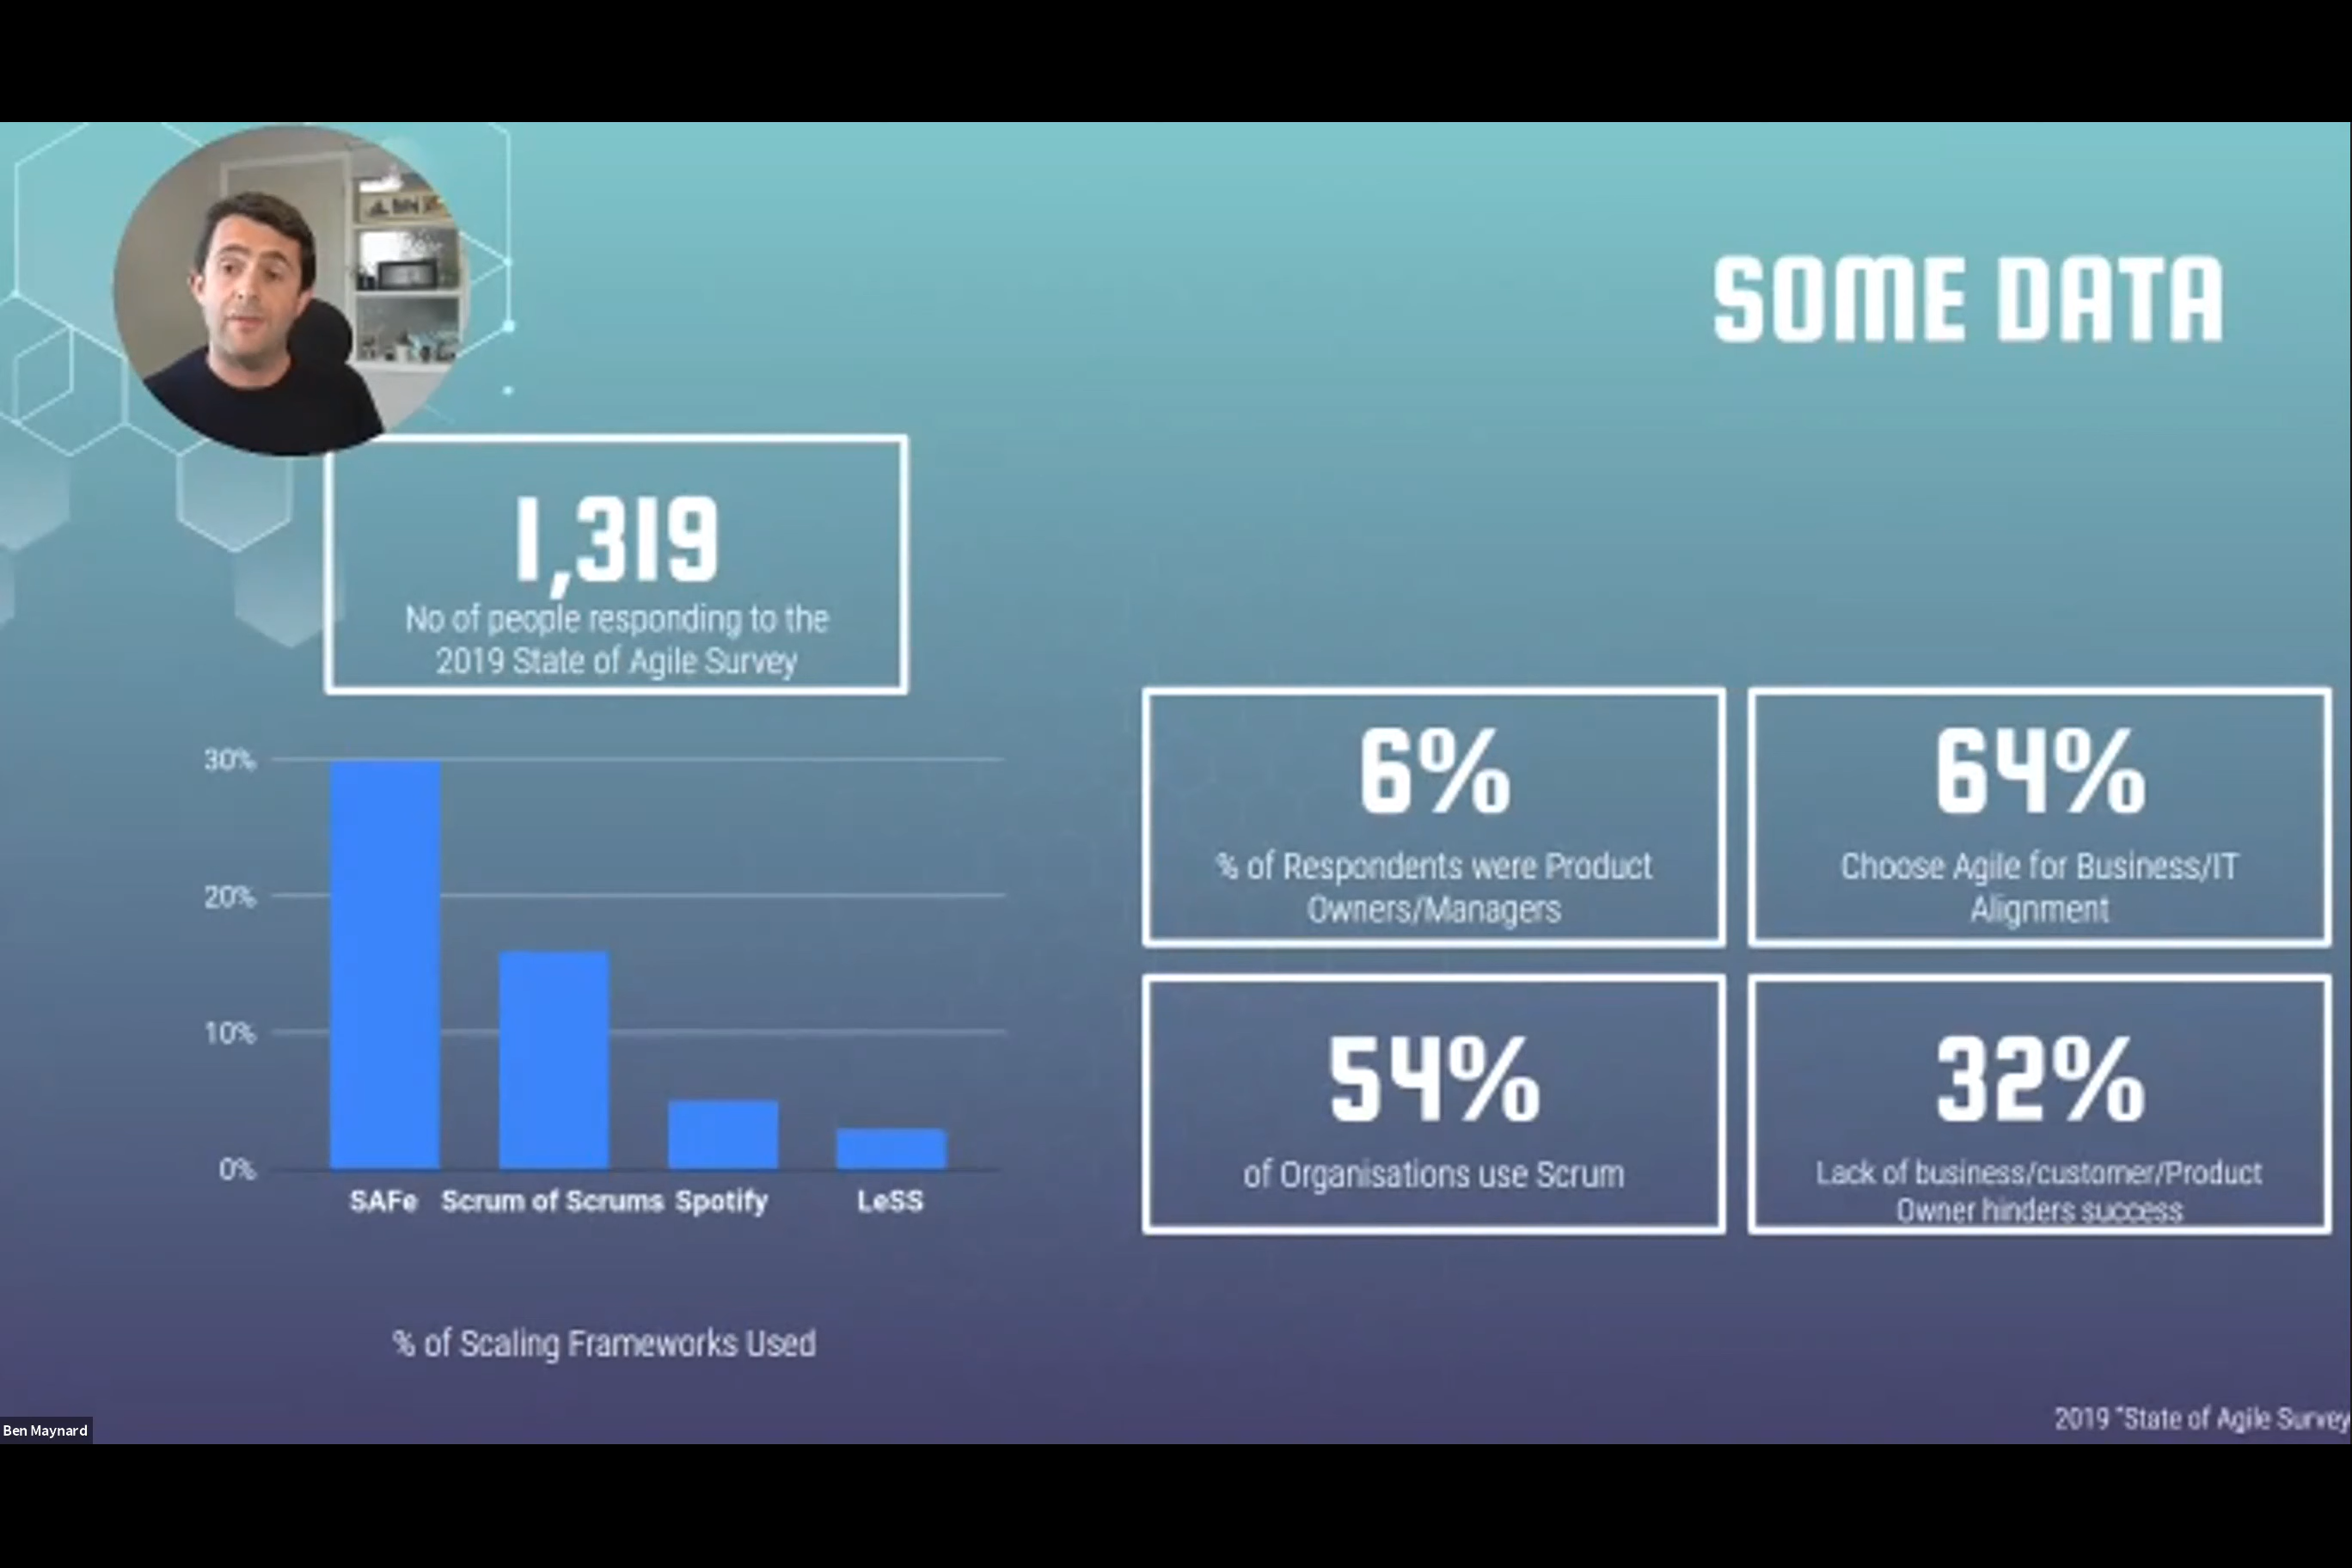 SOME DATA
1,319
No of people responding to the
2019 State of Agile Survey
30%
20%
10%
0%
SAFe
Scrum of Scrums
Spotify
LeSS
% of Scaling Frameworks Used
6%
% of Respondents were Product
Owners/Managers
64%
Choose Agile for Business/IT
Alignment
54%
of Organisations use Scrum
32%
Lack of business/customer/Product
Owner hinders success
2019 "State of Agile Survey
Ben Maynard